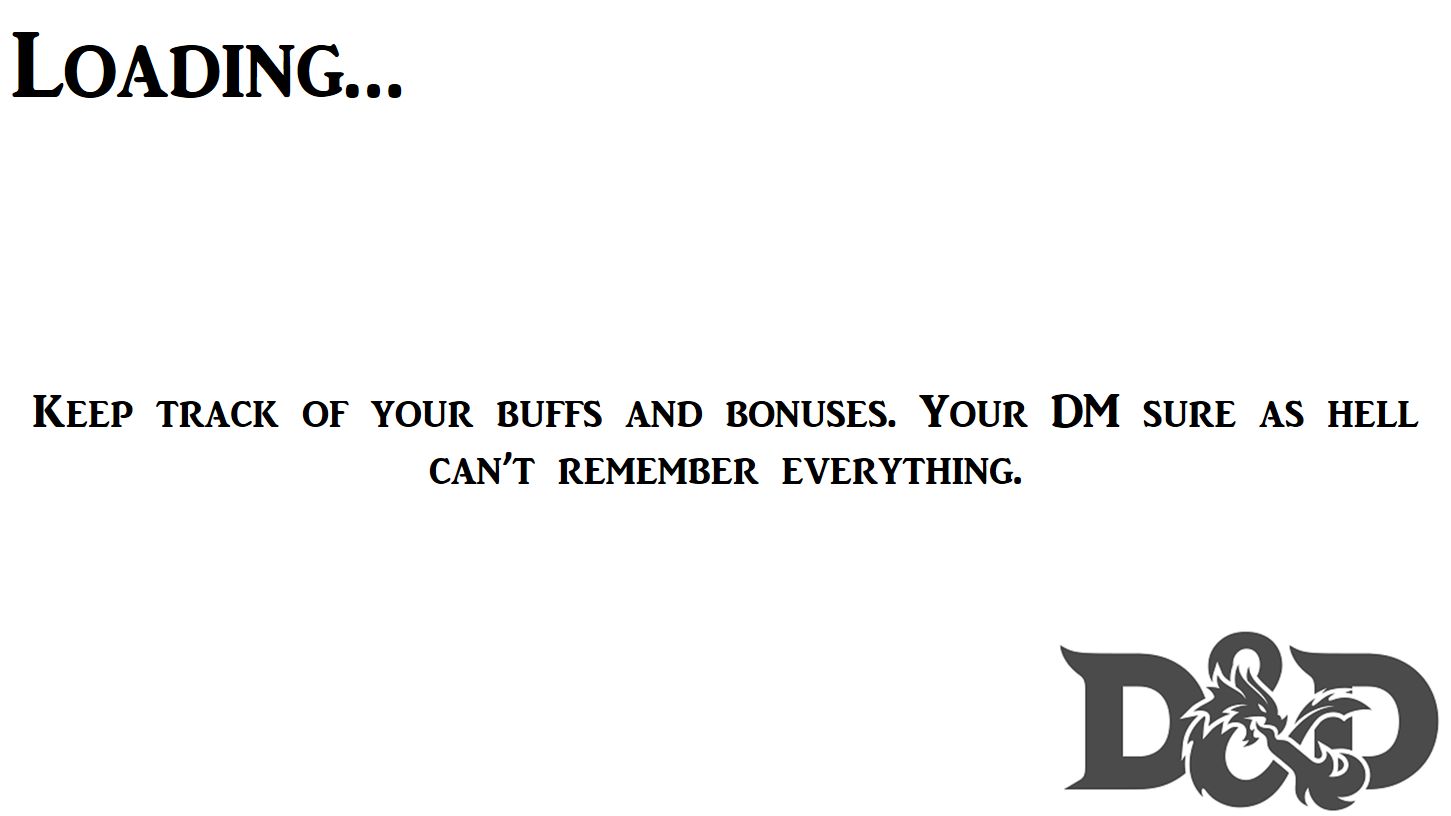 Loading...
Keep track of your buffs and bonuses. Your DM sure as hell
can't remember everything.
D&D